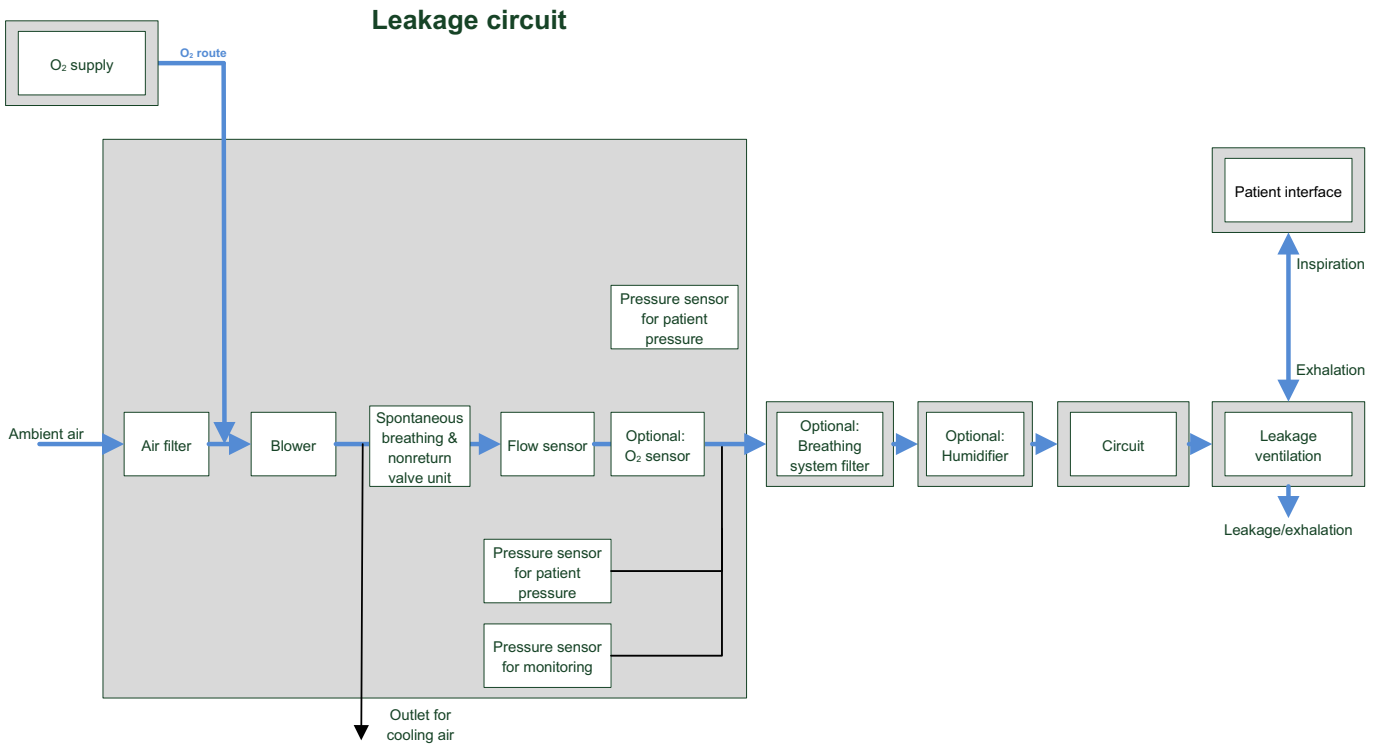 Leakage circuit
O₂ supply
O₂ route
Patient interface
Inspiration
Pressure sensor
for patient
pressure
Exhalation
Ambient air
Air filter
Blower
Spontaneous
breathing &
nonreturn
valve unit
Flow sensor
Optional:
O₂ sensor
Optional:
Breathing
system filter
Optional:
Humidifier
Circuit
Leakage
ventilation
Leakage/exhalation
Pressure sensor
for patient
pressure
Pressure sensor
for monitoring
Outlet for
cooling air